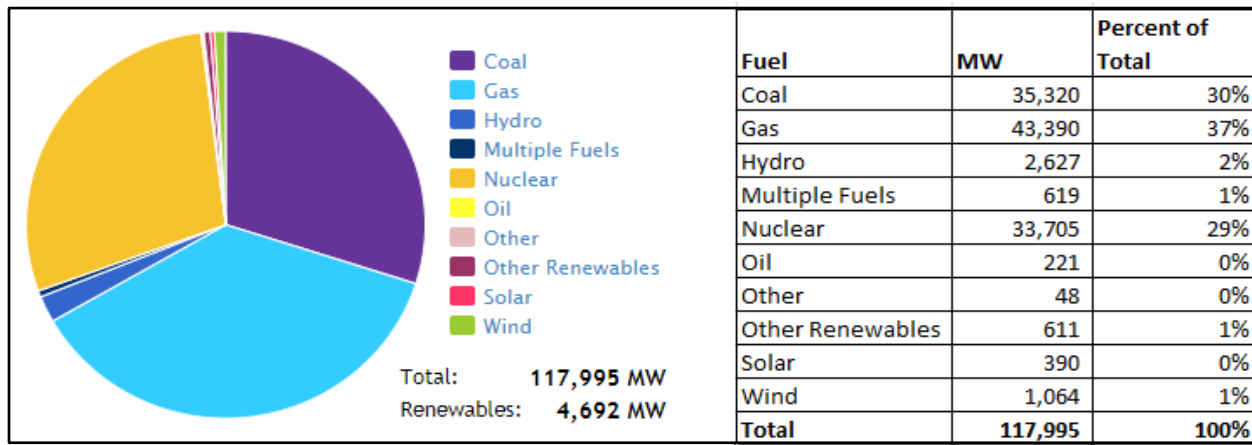 Coal
Gas
Hydro
Multiple Fuels
Nuclear
Oil
Other
Other Renewables
Solar
Wind
Total: 117,995 MW
Renewables: 4,692 MW
Fuel MW Percent of Total
Coal 35,320 30%
Gas 43,390 37%
Hydro 2,627 2%
Multiple Fuels 619 1%
Nuclear 33,705 29%
Oil 221 0%
Other 48 0%
Other Renewables 611 1%
Solar 390 0%
Wind 1,064 1%
Total 117,995 100%